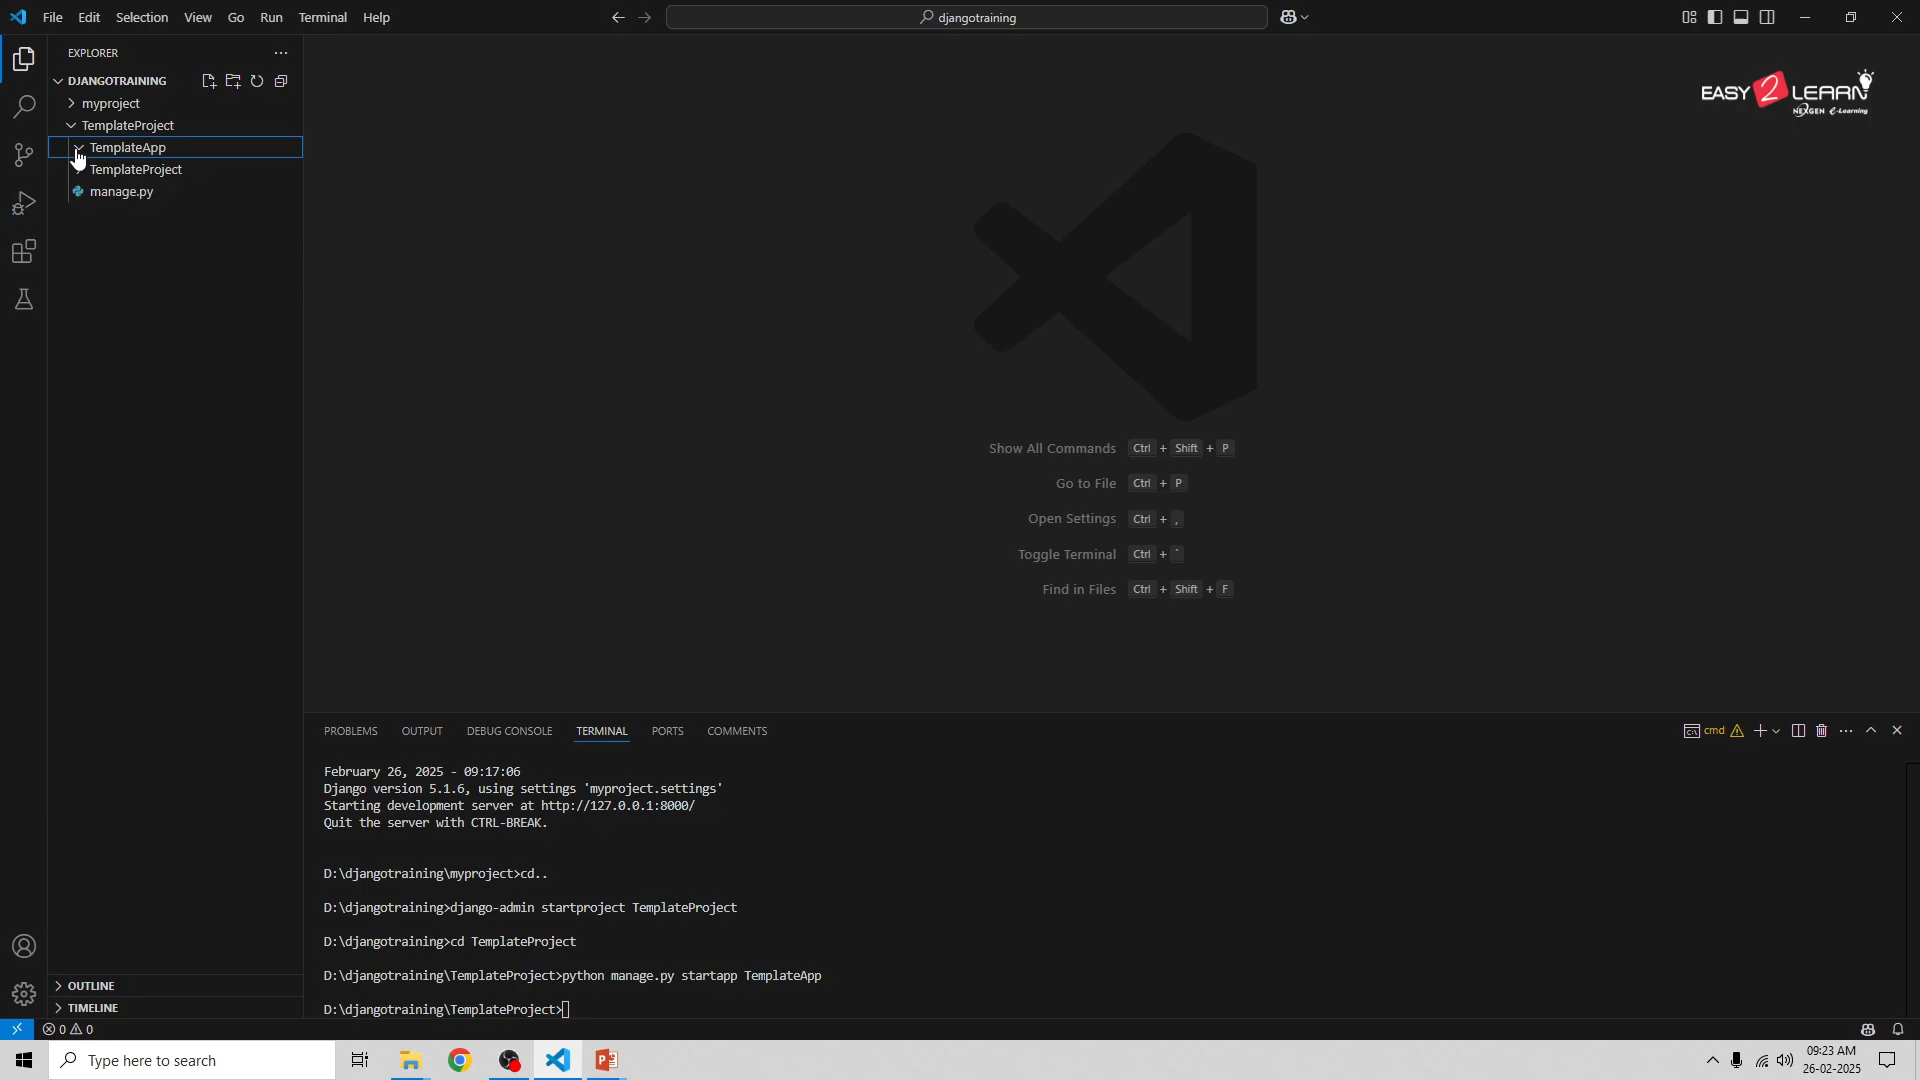 File Edit Selection View Go Run Terminal Help
djangotraining
EXPLORER
DJANGOTRAINING
myproject
TemplateProject
TemplateApp
TemplateProject
manage.py
EASY 2 LEARN
NEXGEN e-Learning
Show All Commands Ctrl + Shift + P
Go to File Ctrl + P
Open Settings Ctrl + ,
Toggle Terminal Ctrl + `
Find in Files Ctrl + Shift + F
PROBLEMS OUTPUT DEBUG CONSOLE TERMINAL PORTS COMMENTS
cmd
February 26, 2025 - 09:17:06
Django version 5.1.6, using settings 'myproject.settings'
Starting development server at http://127.0.0.1:8000/
Quit the server with CTRL-BREAK.
D:\djangotraining\myproject>cd..
D:\djangotraining>django-admin startproject TemplateProject
D:\djangotraining>cd TemplateProject
D:\djangotraining\TemplateProject>python manage.py startapp TemplateApp
D:\djangotraining\TemplateProject>
OUTLINE
TIMELINE
0 0
Type here to search
09:23 AM
26-02-2025